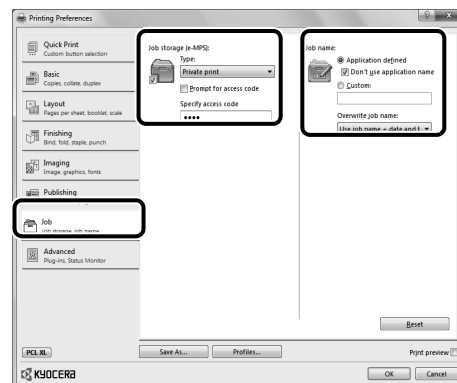 Printing Preferences
Quick Print
Custom button selection
Basic
Copies, collate, duplex
Layout
Pages per sheet, booklet, scale
Finishing
Bind, fold, staple, punch
Imaging
Image, graphics, fonts
Publishing
Job
Job storage, job name
Advanced
Plug-ins, Status Monitor
Job storage (e-MPS):
Type:
Private print
Prompt for access code
Specify access code
••••
Job name:
Application defined
Don't use application name
Custom:
Overwrite job name:
Use job name + date and t
Reset
PCL XL
Save As...
Profiles...
Print preview
KYOCERA
OK
Cancel